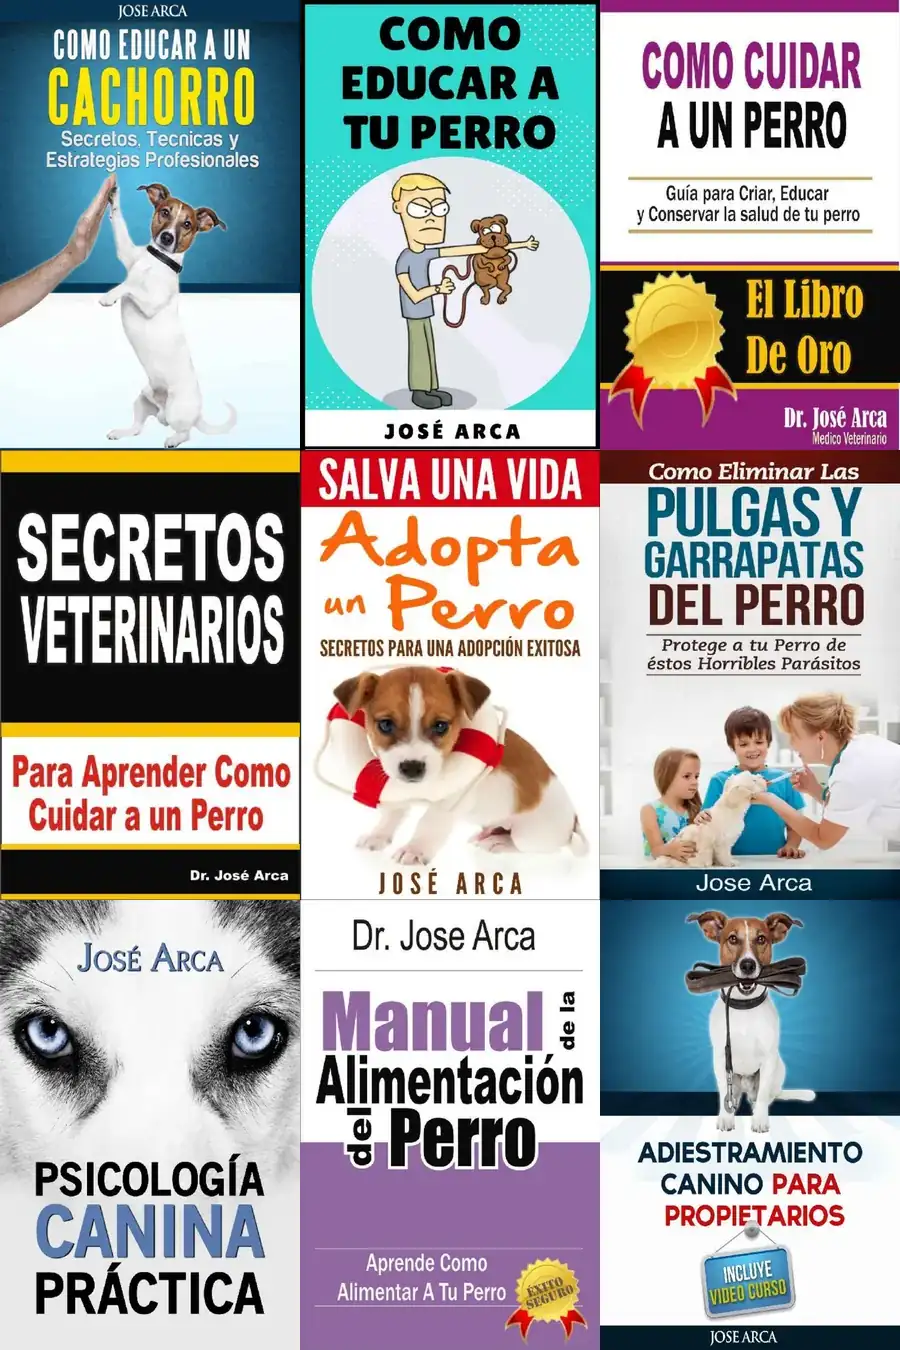 JOSE ARCA
COMO EDUCAR A UN
CACHORRO
Secretos, Tecnicas y
Estrategias Profesionales
COMO
EDUCAR A
TU PERRO
JOSÉ ARCA
COMO CUIDAR
A UN PERRO
Guía para Criar, Educar
y Conservar la salud de tu perro
El Libro
De Oro
Dr. José Arca
Medico Veterinario
SECRETOS
VETERINARIOS
Para Aprender Como
Cuidar a un Perro
Dr. José Arca
SALVA UNA VIDA
Adopta
un Perro
SECRETOS PARA UNA ADOPCIÓN EXITOSA
JOSÉ ARCA
Como Eliminar Las
PULGAS Y
GARRAPATAS
DEL PERRO
Protege a tu Perro de
éstos Horribles Parásitos
Jose Arca
JOSÉ ARCA
PSICOLOGÍA
CANINA
PRÁCTICA
Dr. Jose Arca
Manual de la
Alimentación
del Perro
Aprende Como
Alimentar A Tu Perro
ÉXITO
SEGURO
ADIESTRAMIENTO
CANINO PARA
PROPIETARIOS
INCLUYE
VIDEO CURSO
JOSE ARCA